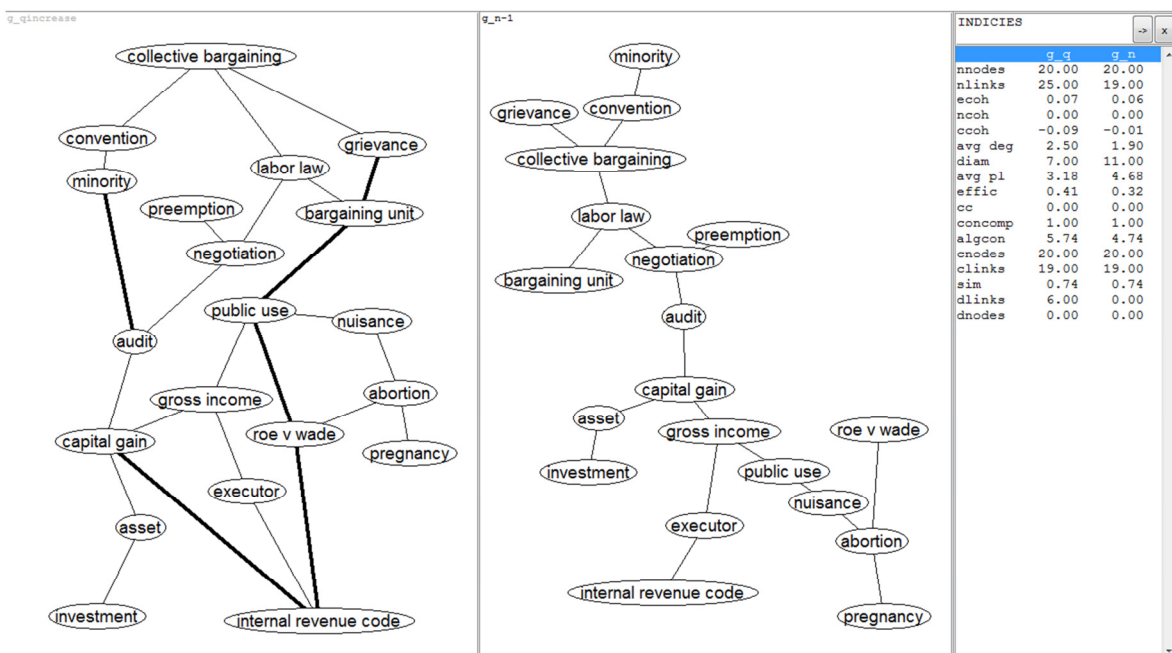 g_qincrease
collective bargaining
convention
grievance
labor law
minority
preemption
bargaining unit
negotiation
public use
nuisance
audit
abortion
gross income
roe v wade
capital gain
pregnancy
executor
asset
investment
internal revenue code
g_n-1
minority
convention
grievance
collective bargaining
labor law
preemption
negotiation
bargaining unit
audit
capital gain
asset
gross income
roe v wade
investment
public use
nuisance
executor
abortion
internal revenue code
pregnancy
INDICIES
-> x
g_q g_n
nnodes 20.00 20.00
nlinks 25.00 19.00
ecoh 0.07 0.06
ncoh 0.00 0.00
ccoh -0.09 -0.01
avg deg 2.50 1.90
diam 7.00 11.00
avg pl 3.18 4.68
effic 0.41 0.32
cc 0.00 0.00
concomp 1.00 1.00
algcon 5.74 4.74
cnodes 20.00 20.00
clinks 19.00 19.00
sim 0.74 0.74
dlinks 6.00 0.00
dnodes 0.00 0.00